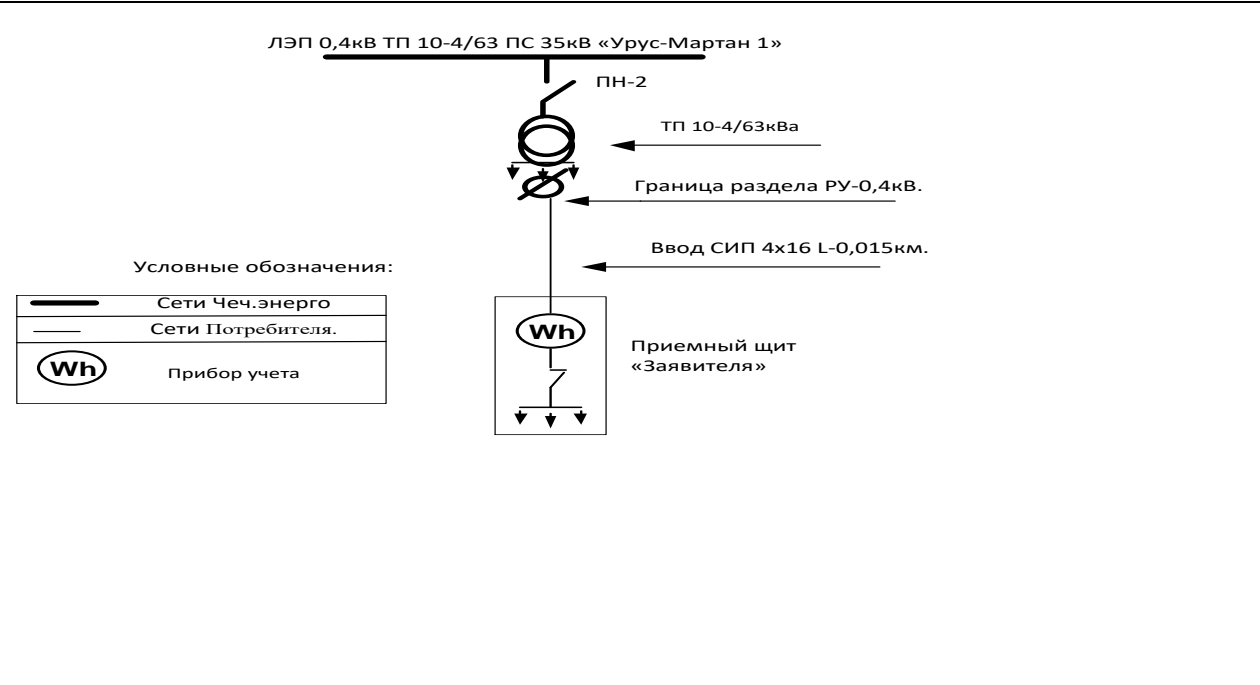 ЛЭП 0,4кВ ТП 10-4/63 ПС 35кВ «Урус-Мартан 1»
ПН-2
ТП 10-4/63кВа
Граница раздела РУ-0,4кВ.
Ввод СИП 4х16 L-0,015км.
Условные обозначения:
Сети Чеч.энерго
Сети Потребителя.
Wh
Прибор учета
Wh
Приемный щит
«Заявителя»